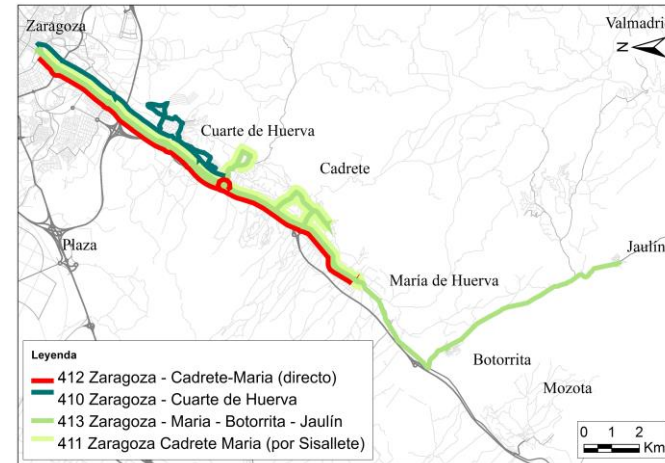 Zaragoza
Valmadrid
N
Cuarte de Huerva
Cadrete
Plaza
Jaulín
María de Huerva
Botorrita
Mozota
Leyenda
412 Zaragoza - Cadrete-Maria (directo)
410 Zaragoza - Cuarte de Huerva
413 Zaragoza - Maria - Botorrita - Jaulín
411 Zaragoza Cadrete Maria (por Sisallete)
0 1 2
Km